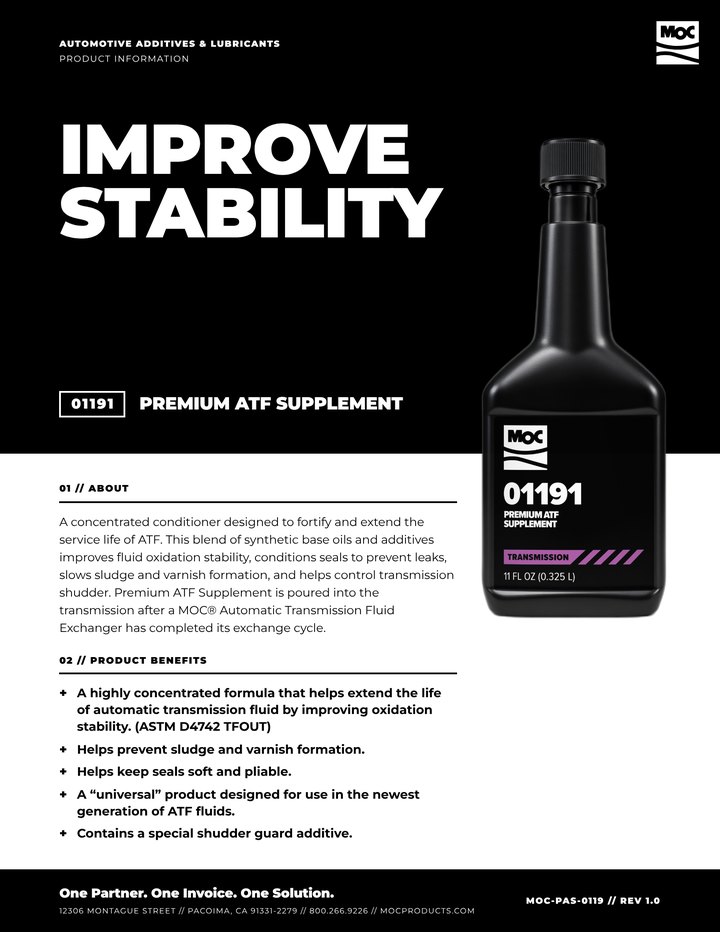 AUTOMOTIVE ADDITIVES & LUBRICANTS
PRODUCT INFORMATION
MOC
IMPROVE
STABILITY
01191
PREMIUM ATF SUPPLEMENT
01 // ABOUT
A concentrated conditioner designed to fortify and extend the
service life of ATF. This blend of synthetic base oils and additives
improves fluid oxidation stability, conditions seals to prevent leaks,
slows sludge and varnish formation, and helps control transmission
shudder. Premium ATF Supplement is poured into the
transmission after a MOC® Automatic Transmission Fluid
Exchanger has completed its exchange cycle.
02 // PRODUCT BENEFITS
+ A highly concentrated formula that helps extend the life
of automatic transmission fluid by improving oxidation
stability. (ASTM D4742 TFOUT)
+ Helps prevent sludge and varnish formation.
+ Helps keep seals soft and pliable.
+ A “universal” product designed for use in the newest
generation of ATF fluids.
+ Contains a special shudder guard additive.
MOC
01191
PREMIUM ATF
SUPPLEMENT
TRANSMISSION
11 FL OZ (0.325 L)
One Partner. One Invoice. One Solution.
12306 MONTAGUE STREET // PACOIMA, CA 91331-2279 // 800.266.9226 // MOCPRODUCTS.COM
MOC-PAS-0119 // REV 1.0